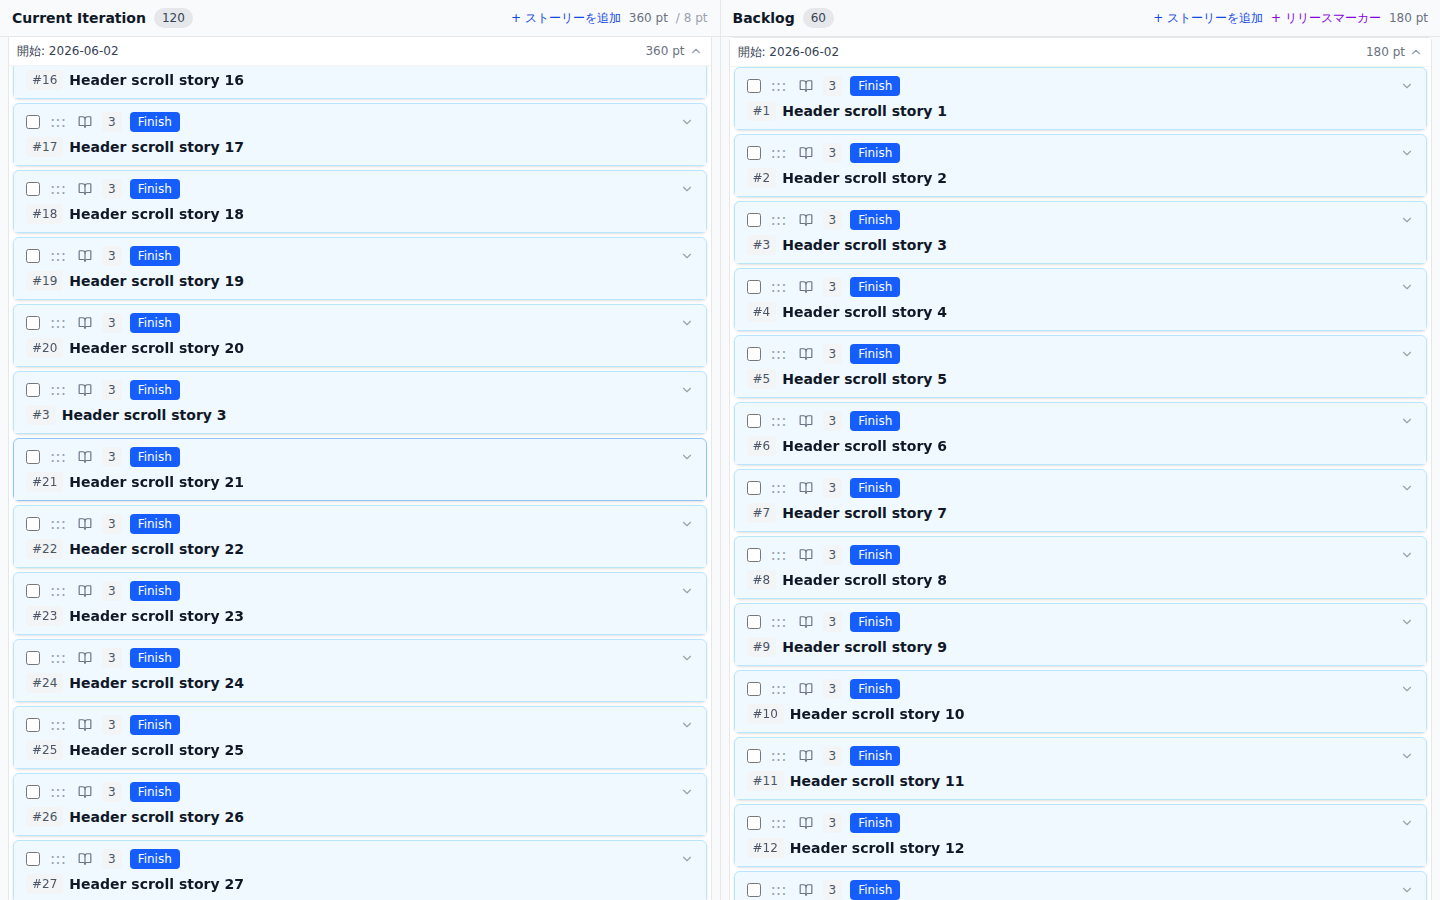 Current Iteration 120 + ストーリーを追加 360 pt / 8 pt
開始: 2026-06-02 360 pt
#16 Header scroll story 16
3 Finish
#17 Header scroll story 17
3 Finish
#18 Header scroll story 18
3 Finish
#19 Header scroll story 19
3 Finish
#20 Header scroll story 20
3 Finish
#3 Header scroll story 3
3 Finish
#21 Header scroll story 21
3 Finish
#22 Header scroll story 22
3 Finish
#23 Header scroll story 23
3 Finish
#24 Header scroll story 24
3 Finish
#25 Header scroll story 25
3 Finish
#26 Header scroll story 26
3 Finish
#27 Header scroll story 27
Backlog 60 + ストーリーを追加 + リリースマーカー 180 pt
開始: 2026-06-02 180 pt
3 Finish
#1 Header scroll story 1
3 Finish
#2 Header scroll story 2
3 Finish
#3 Header scroll story 3
3 Finish
#4 Header scroll story 4
3 Finish
#5 Header scroll story 5
3 Finish
#6 Header scroll story 6
3 Finish
#7 Header scroll story 7
3 Finish
#8 Header scroll story 8
3 Finish
#9 Header scroll story 9
3 Finish
#10 Header scroll story 10
3 Finish
#11 Header scroll story 11
3 Finish
#12 Header scroll story 12
3 Finish